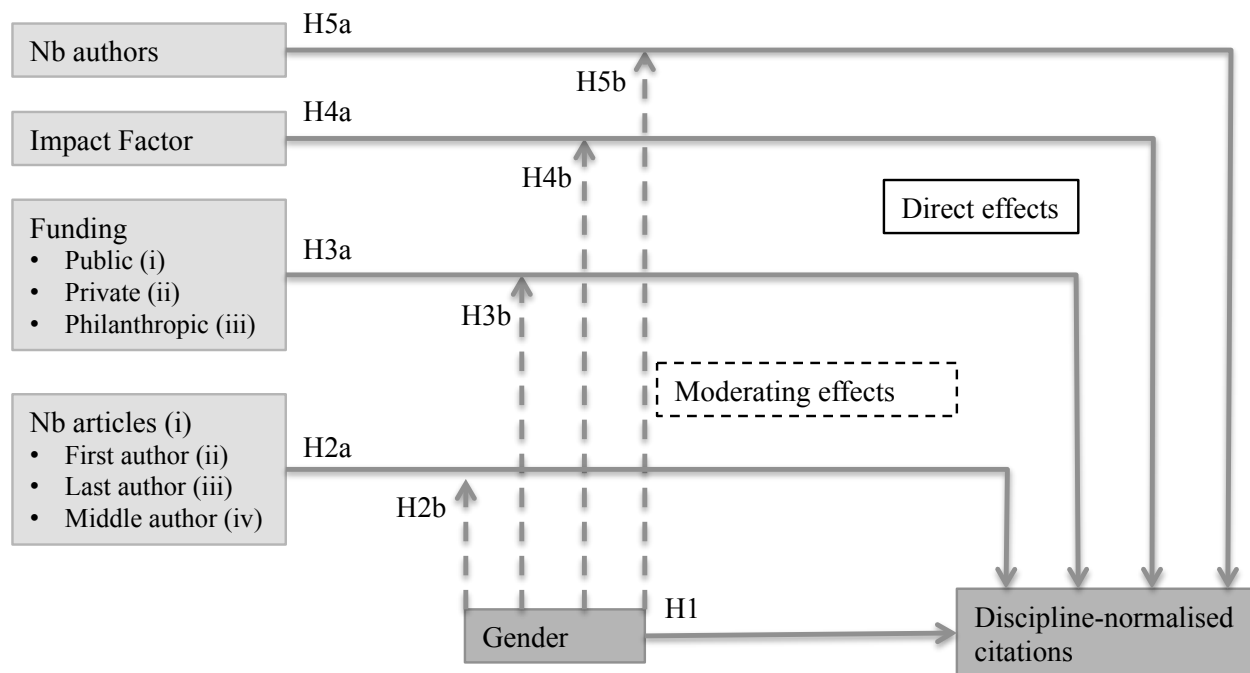 H5a
Nb authors
H5b
H4a
Impact Factor
H4b
Direct effects
Funding
• Public (i)
• Private (ii)
• Philanthropic (iii)
H3a
H3b
Moderating effects
Nb articles (i)
• First author (ii)
• Last author (iii)
• Middle author (iv)
H2a
H2b
Gender
H1
Discipline-normalised
citations